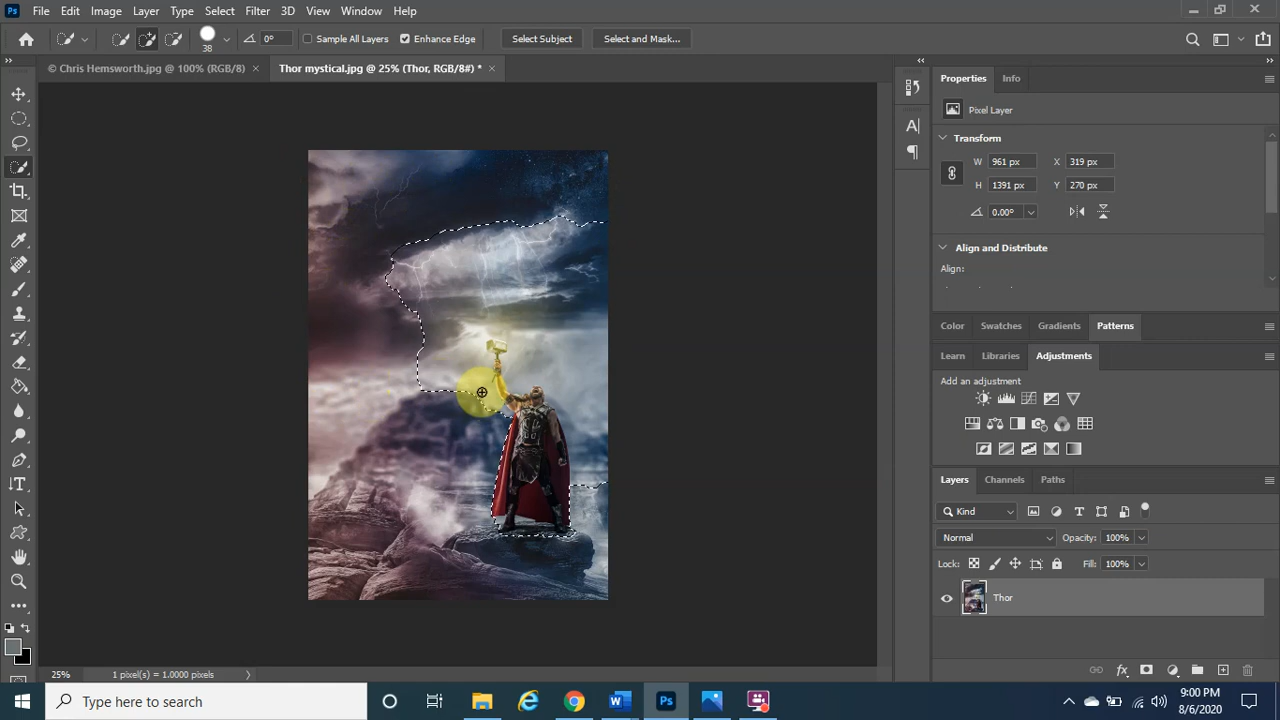 Ps File Edit Image Layer Type Select Filter 3D View Window Help
38 0° Sample All Layers Enhance Edge Select Subject Select and Mask...
© Chris Hemsworth.jpg @ 100% (RGB/8) × Thor mystical.jpg @ 25% (Thor, RGB/8#) * ×
Properties Info
Pixel Layer
Transform
W 961 px X 319 px
H 1391 px Y 270 px
0.00°
Align and Distribute
Align:
Color Swatches Gradients Patterns
Learn Libraries Adjustments
Add an adjustment
Layers Channels Paths
Kind
Normal Opacity: 100%
Lock: Fill: 100%
Thor
25% 1 pixel(s) = 1.0000 pixels
Type here to search
Ps
9:00 PM
8/6/2020